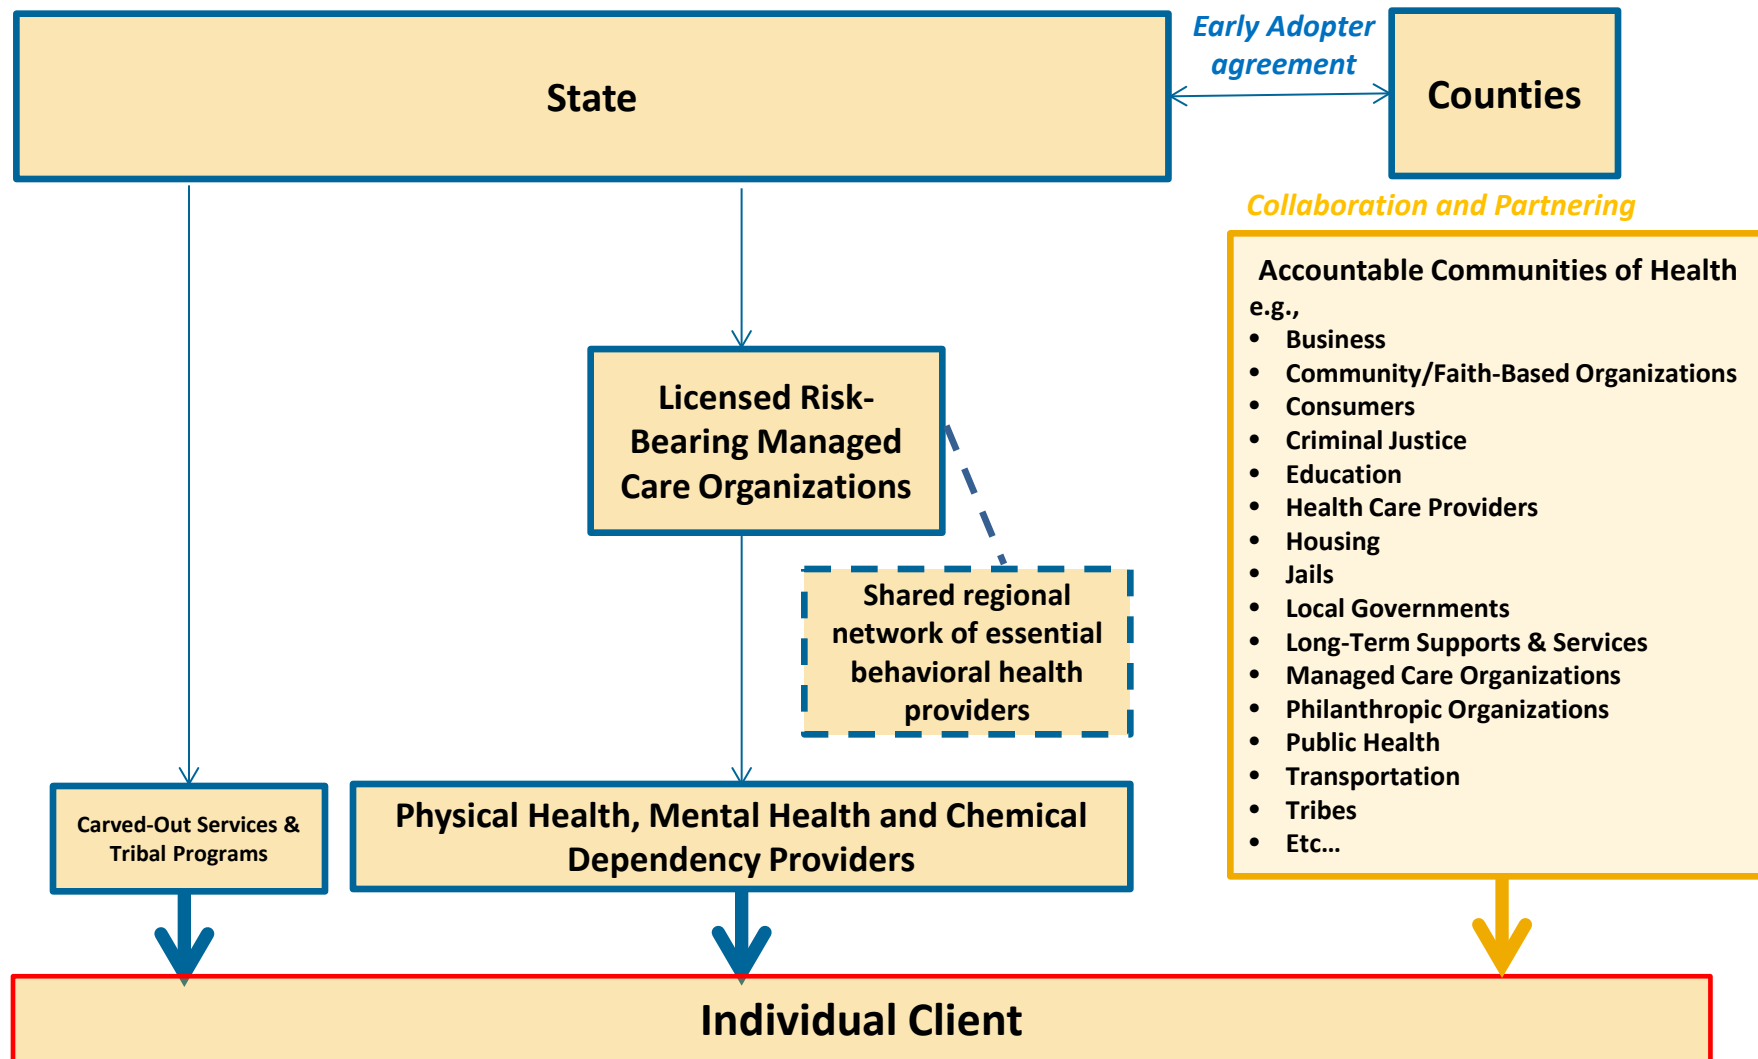 State
Early Adopter
agreement
Counties
Collaboration and Partnering
Accountable Communities of Health
e.g.,
• Business
• Community/Faith-Based Organizations
• Consumers
• Criminal Justice
• Education
• Health Care Providers
• Housing
• Jails
• Local Governments
• Long-Term Supports & Services
• Managed Care Organizations
• Philanthropic Organizations
• Public Health
• Transportation
• Tribes
• Etc…
Licensed Risk-
Bearing Managed
Care Organizations
Shared regional
network of essential
behavioral health
providers
Carved-Out Services &
Tribal Programs
Physical Health, Mental Health and Chemical
Dependency Providers
Individual Client